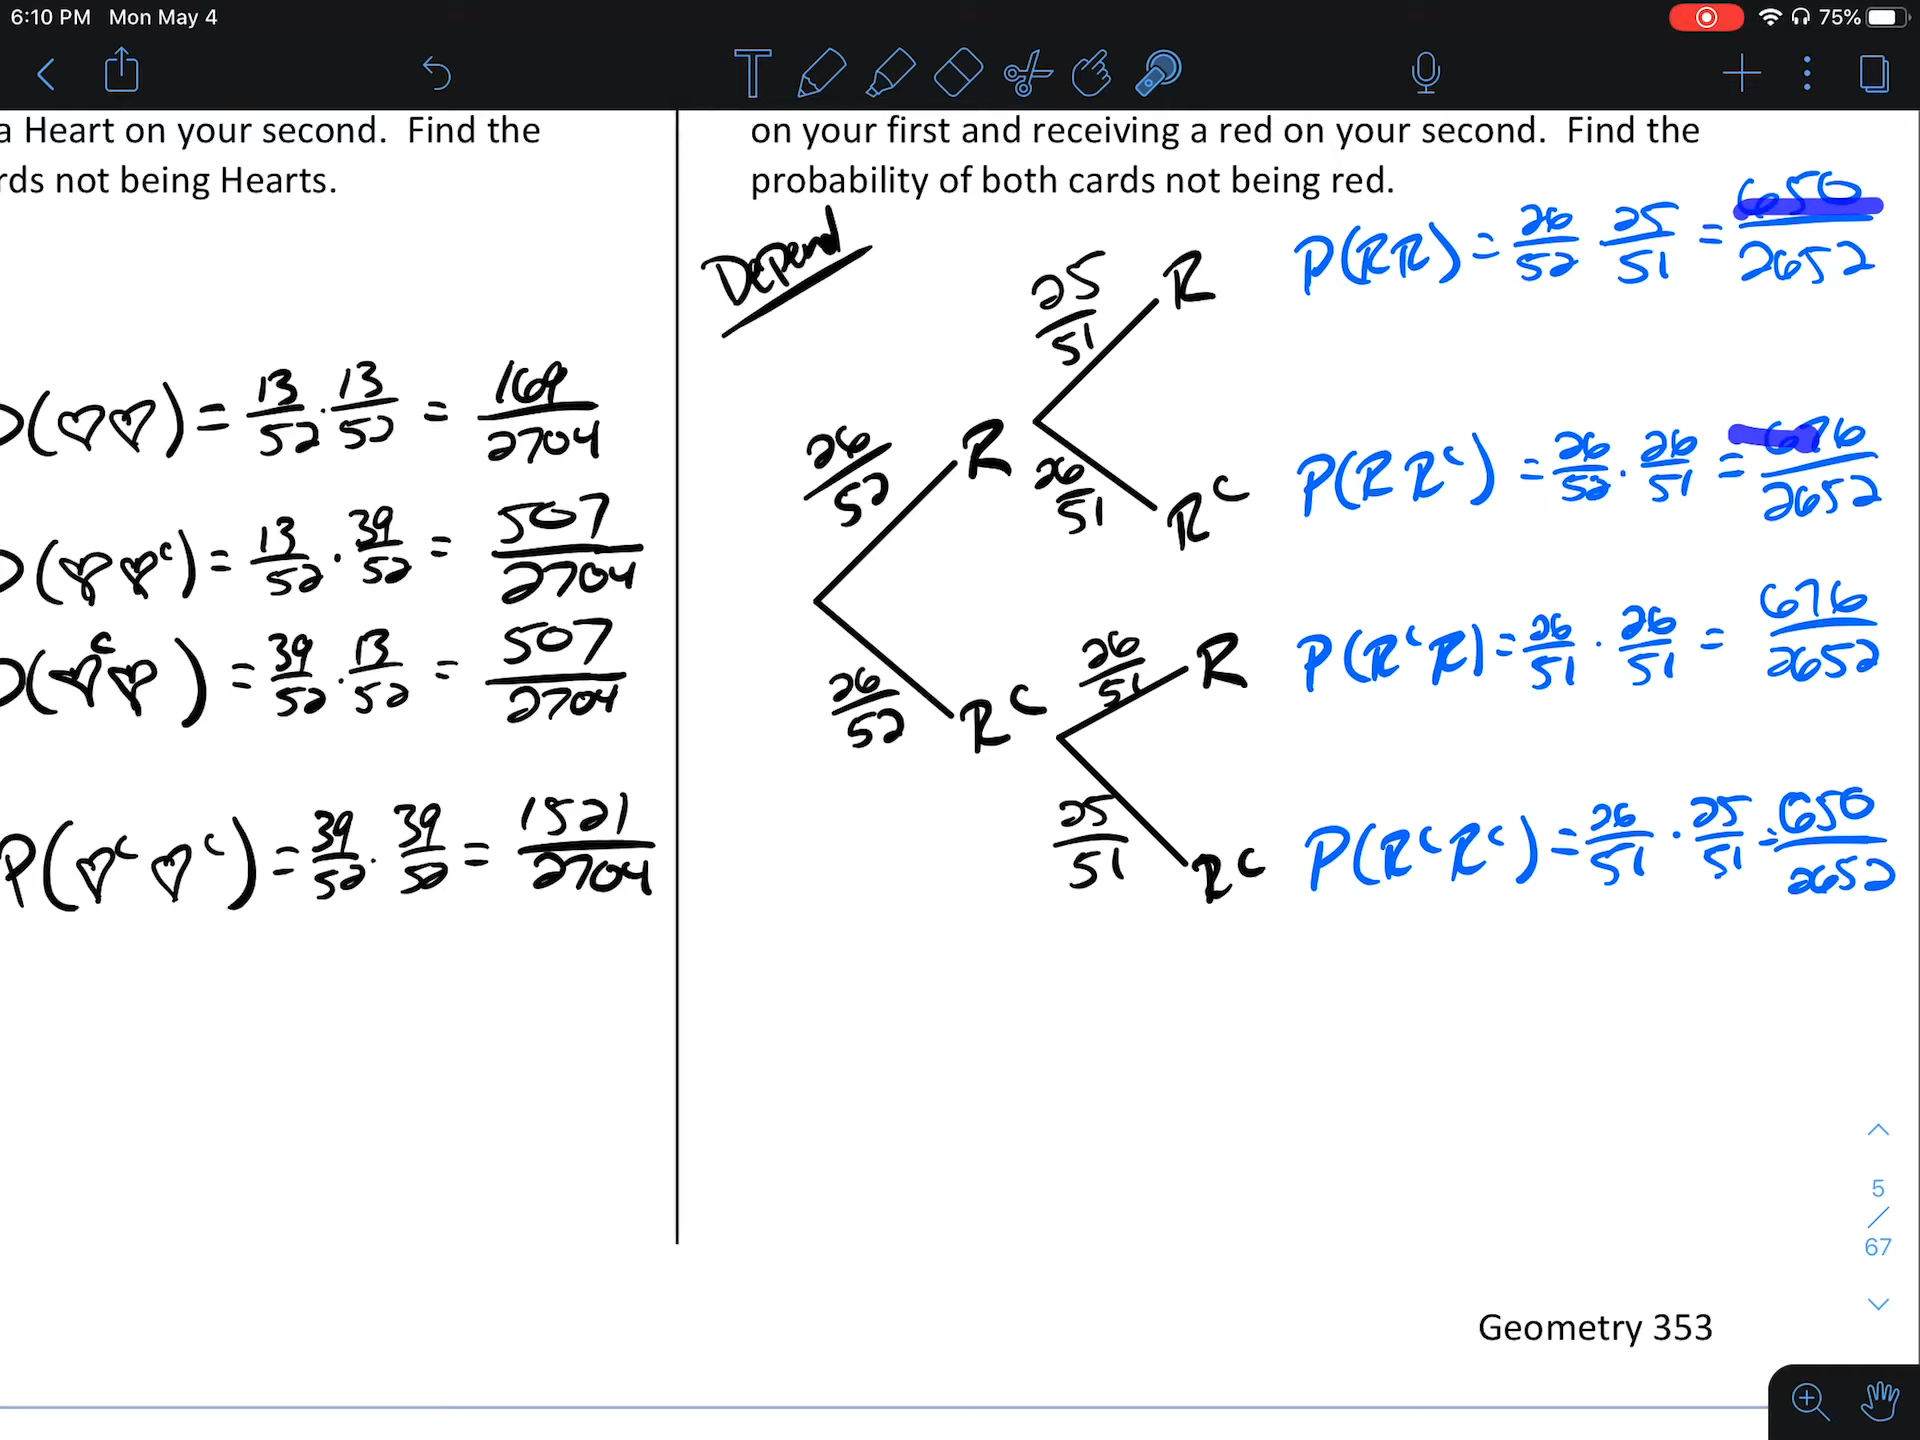 6:10 PM Mon May 4
75%
a Heart on your second. Find the
rds not being Hearts.
P(♡♡) = 13/52 · 13/52 = 169/2704
P(♡♡ᶜ) = 13/52 · 39/52 = 507/2704
P(♡ᶜ♡) = 39/52 · 13/52 = 507/2704
P(♡ᶜ♡ᶜ) = 39/52 · 39/52 = 1521/2704
on your first and receiving a red on your second. Find the
probability of both cards not being red.
Depend
26/52 R
25/51 R
26/51 Rᶜ
26/52 Rᶜ
26/51 R
25/51 Rᶜ
P(RR) = 26/52 25/51 = 650/2652
P(R Rᶜ) = 26/52 · 26/51 = 676/2652
P(RᶜR) = 26/51 · 26/51 = 676/2652
P(RᶜRᶜ) = 26/51 · 25/51 = 650/2652
5
/
67
Geometry 353